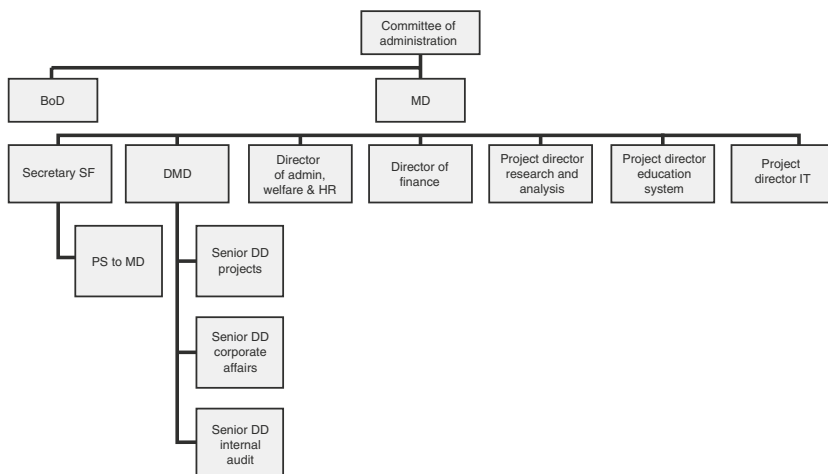 Committee of
administration
BoD
MD
Secretary SF
DMD
Director
of admin,
welfare & HR
Director of
finance
Project director
research and
analysis
Project director
education
system
Project
director IT
PS to MD
Senior DD
projects
Senior DD
corporate
affairs
Senior DD
internal
audit